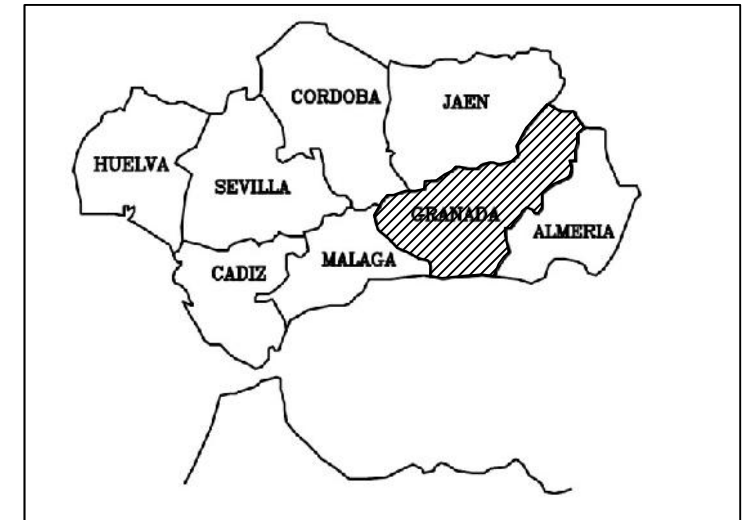 CORDOBA
JAEN
HUELVA
SEVILLA
GRANADA
ALMERIA
CADIZ
MALAGA